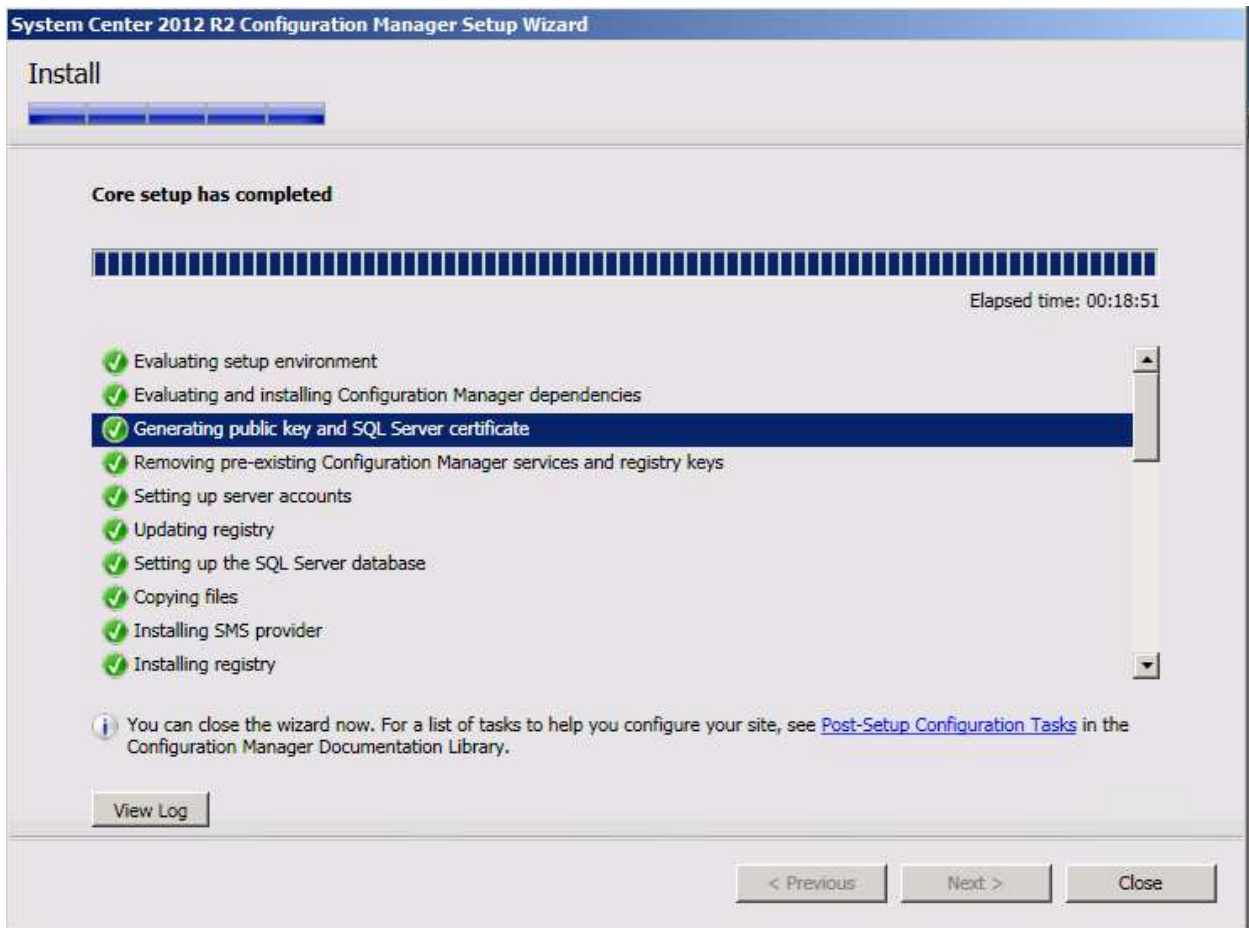 System Center 2012 R2 Configuration Manager Setup Wizard
Install
Core setup has completed
Elapsed time: 00:18:51
Evaluating setup environment
Evaluating and installing Configuration Manager dependencies
Generating public key and SQL Server certificate
Removing pre-existing Configuration Manager services and registry keys
Setting up server accounts
Updating registry
Setting up the SQL Server database
Copying files
Installing SMS provider
Installing registry
You can close the wizard now. For a list of tasks to help you configure your site, see Post-Setup Configuration Tasks in the
Configuration Manager Documentation Library.
View Log
< Previous
Next >
Close